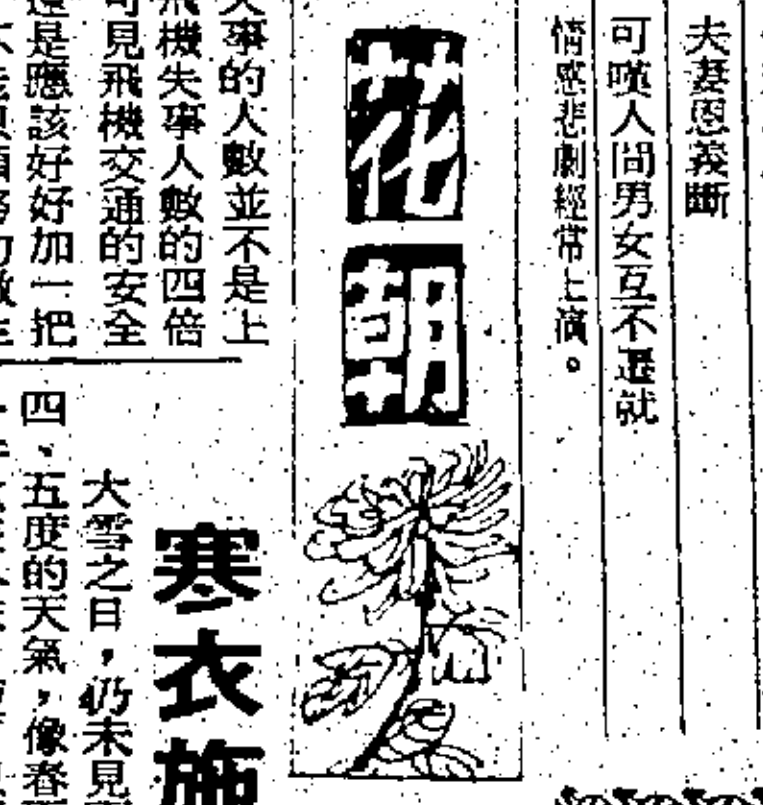 夫妻恩義斷
可嘆人間男女互不遷就
情感悲劇經常上演。
花朝
事的人數並不是上
飛機失事人數的四倍
可見飛機交通的安全
還是應該好好加一把
寒衣施
大雪之日，仍未見
四、五度的天氣，像春